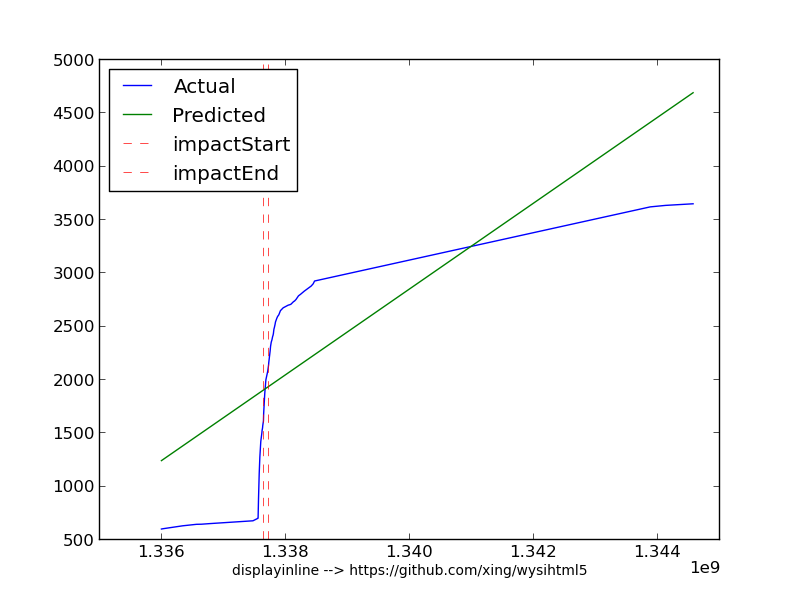 5000
4500
4000
3500
3000
2500
2000
1500
1000
500
Actual
Predicted
impactStart
impactEnd
1.336 1.338 1.340 1.342 1.344
1e9
displayinline --> https://github.com/xing/wysihtml5